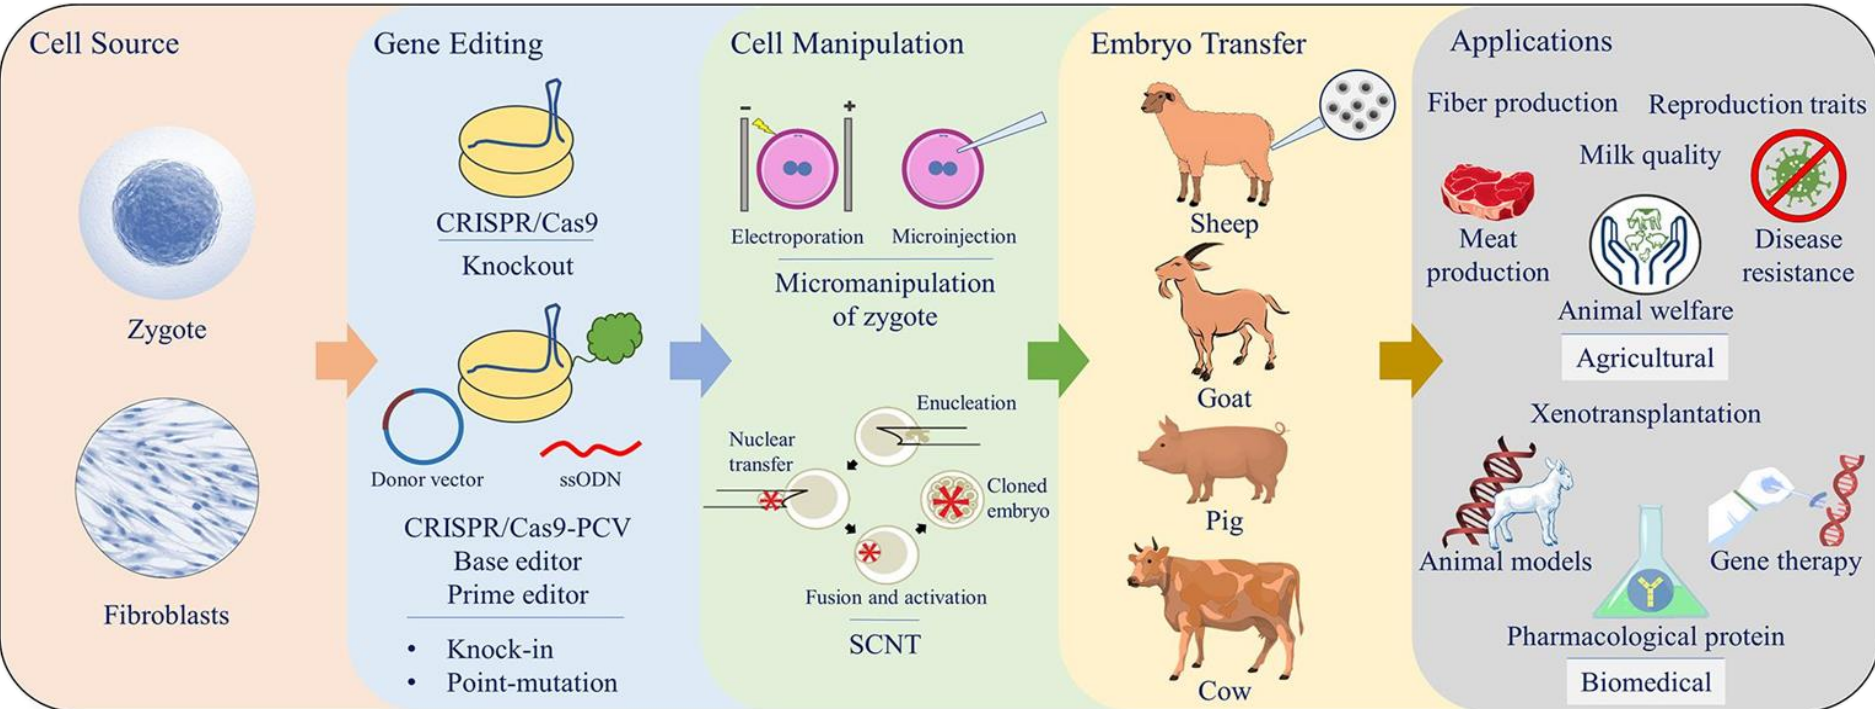 Cell Source
Zygote
Fibroblasts
Gene Editing
CRISPR/Cas9
Knockout
Donor vector
ssODN
CRISPR/Cas9-PCV
Base editor
Prime editor
• Knock-in
• Point-mutation
Cell Manipulation
- +
Electroporation
Microinjection
Micromanipulation
of zygote
Enucleation
Nuclear
transfer
Cloned
embryo
Fusion and activation
SCNT
Embryo Transfer
Sheep
Goat
Pig
Cow
Applications
Fiber production
Reproduction traits
Milk quality
Meat
production
Disease
resistance
Animal welfare
Agricultural
Xenotransplantation
Animal models
Gene therapy
Pharmacological protein
Biomedical